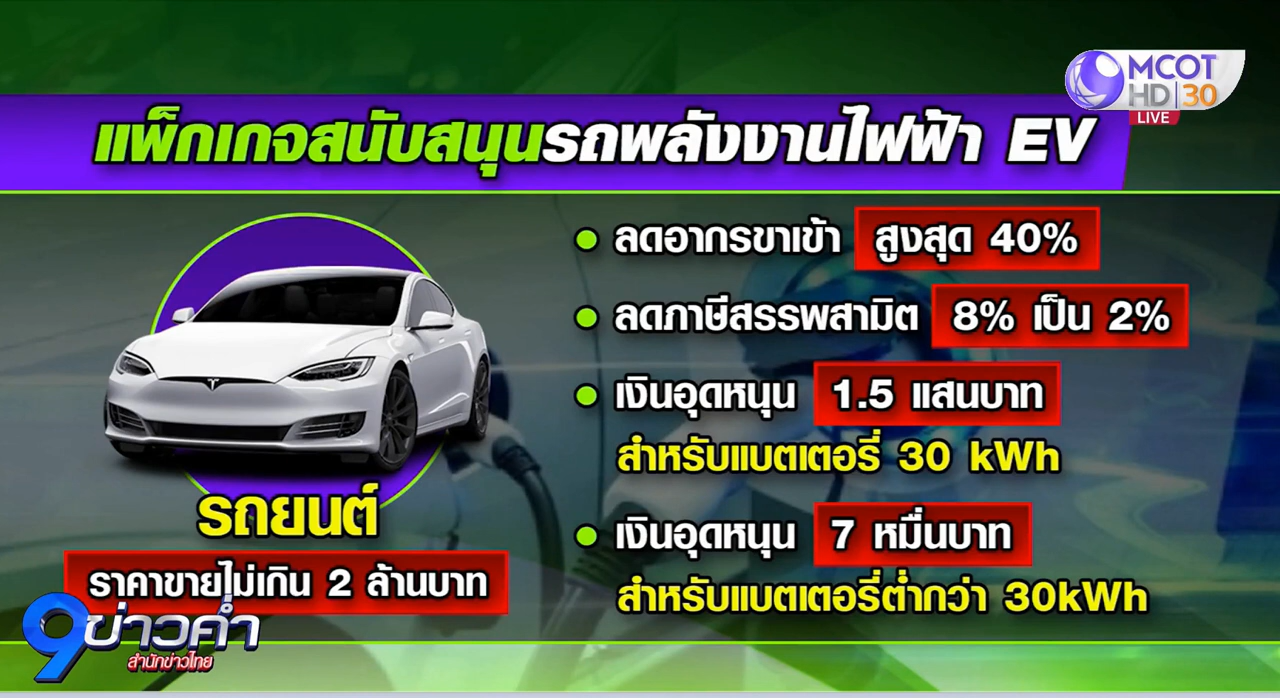 MCOT
HD 30
LIVE
แพ็กเกจสนับสนุนรถพลังงานไฟฟ้า EV
ลดอากรขาเข้า สูงสุด 40%
ลดภาษีสรรพสามิต 8% เป็น 2%
เงินอุดหนุน 1.5 แสนบาท
สำหรับแบตเตอรี่ 30 kWh
เงินอุดหนุน 7 หมื่นบาท
สำหรับแบตเตอรี่ต่ำกว่า 30kWh
รถยนต์
ราคาขายไม่เกิน 2 ล้านบาท
9 ข่าวค่ำ
สำนักข่าวไทย